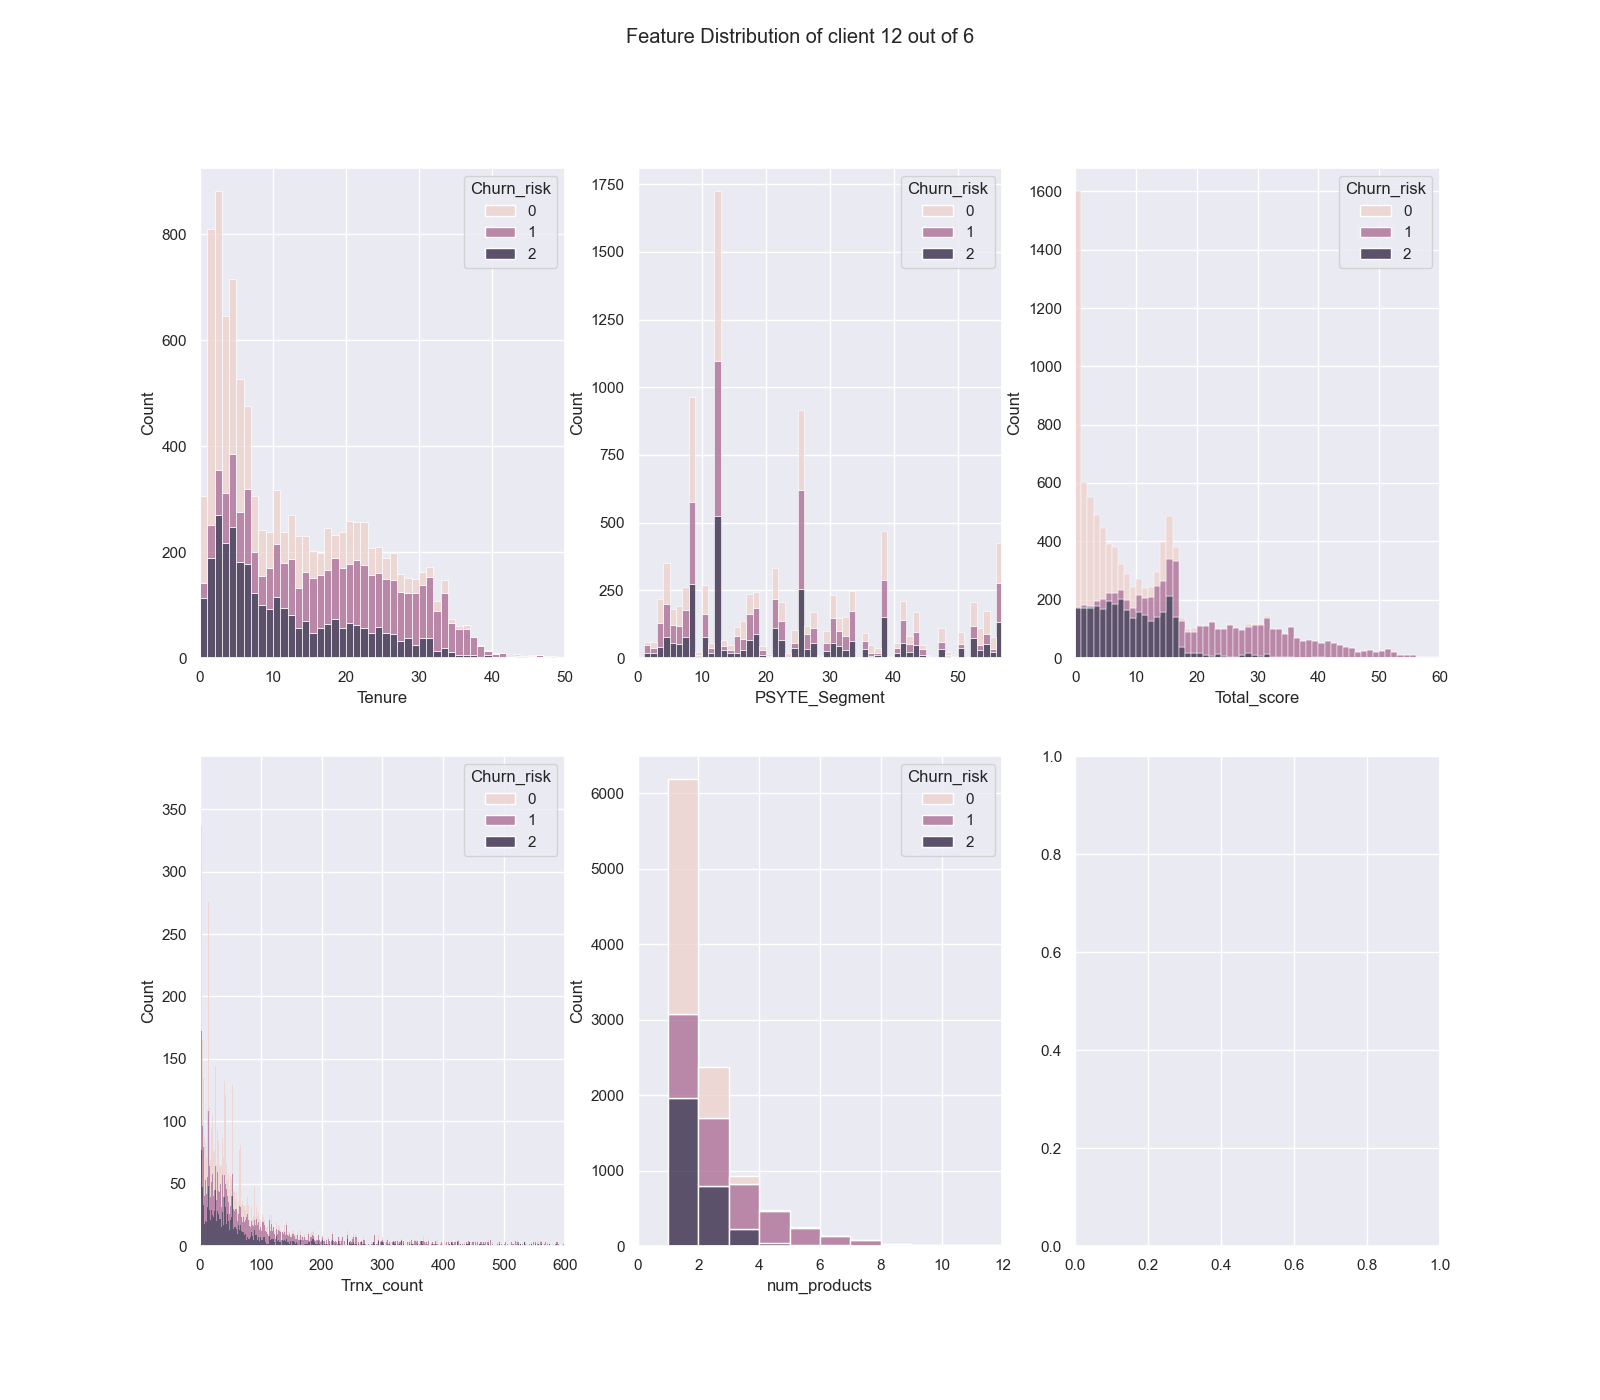 Feature Distribution of client 12 out of 6
Count
800
600
400
200
0
0 10 20 30 40 50
Tenure
Churn_risk
0
1
2
Count
1750
1500
1250
1000
750
500
250
0
0 10 20 30 40 50
PSYTE_Segment
Churn_risk
0
1
2
Count
1600
1400
1200
1000
800
600
400
200
0
0 10 20 30 40 50 60
Total_score
Churn_risk
0
1
2
Count
350
300
250
200
150
100
50
0
0 100 200 300 400 500 600
Trnx_count
Churn_risk
0
1
2
Count
6000
5000
4000
3000
2000
1000
0
0 2 4 6 8 10 12
num_products
Churn_risk
0
1
2
1.0
0.8
0.6
0.4
0.2
0.0
0.0 0.2 0.4 0.6 0.8 1.0